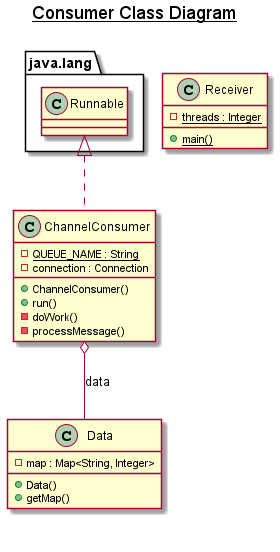 Consumer Class Diagram
java.lang
C Runnable
C Receiver
threads : Integer
main()
C ChannelConsumer
QUEUE_NAME : String
connection : Connection
ChannelConsumer()
run()
doWork()
processMessage()
data
C Data
map : Map<String, Integer>
Data()
getMap()